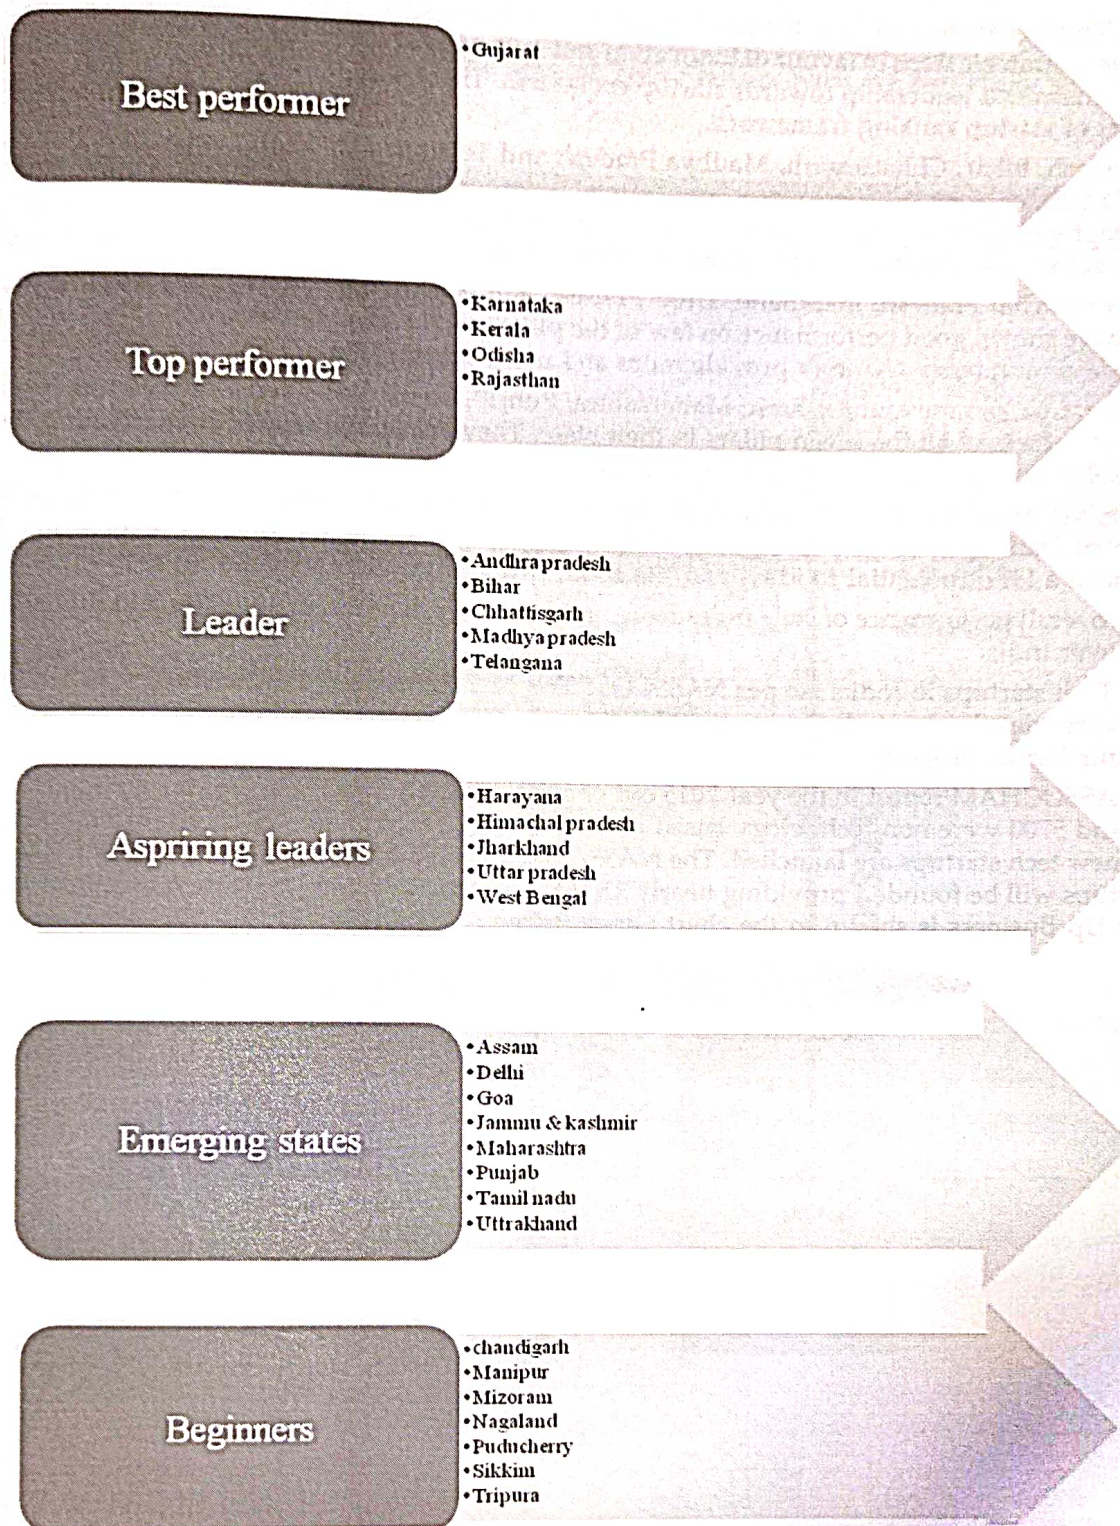 Best performer
•Gujarat
Top performer
•Karnataka
•Kerala
•Odisha
•Rajasthan
Leader
•Andhra pradesh
•Bihar
•Chhattisgarh
•Madhya pradesh
•Telangana
Aspriring leaders
•Harayana
•Himachal pradesh
•Jharkhand
•Uttar pradesh
•West Bengal
Emerging states
•Assam
•Delhi
•Goa
•Jammu & kashmir
•Maharashtra
•Punjab
•Tamil nadu
•Uttrakhand
Beginners
•chandigarh
•Manipur
•Mizoram
•Nagaland
•Puducherry
•Sikkim
•Tripura